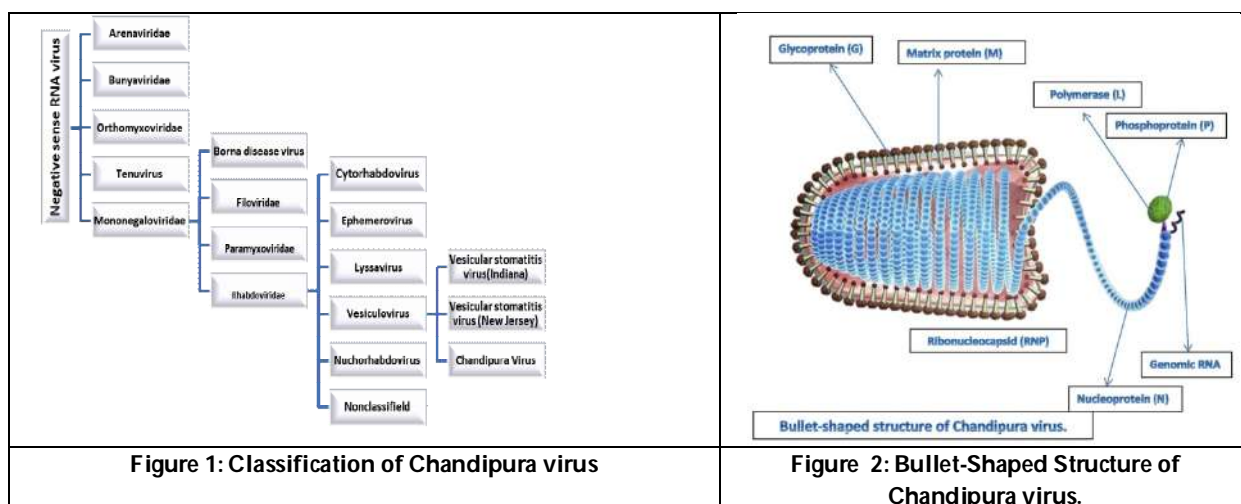 Negative sense RNA virus
Arenaviridae
Bunyaviridae
Orthomyxoviridae
Tenuvirus
Mononegaloviridae
Borna disease virus
Filoviridae
Paramyxoviridae
Rhabdoviridae
Cytorhabdovirus
Ephemerovirus
Lyssavirus
Vesiculovirus
Nuchorhabdovirus
Nonclassifield
Vesicular stomatitis
virus(Indiana)
Vesicular stomatitis
virus (New Jersey)
Chandipura Virus
Figure 1: Classification of Chandipura virus
Glycoprotein (G)
Matrix protein (M)
Polymerase (L)
Phosphoprotein (P)
Ribonucleocapsid (RNP)
Genomic RNA
Nucleoprotein (N)
Bullet-shaped structure of Chandipura virus.
Figure 2: Bullet-Shaped Structure of
Chandipura virus.